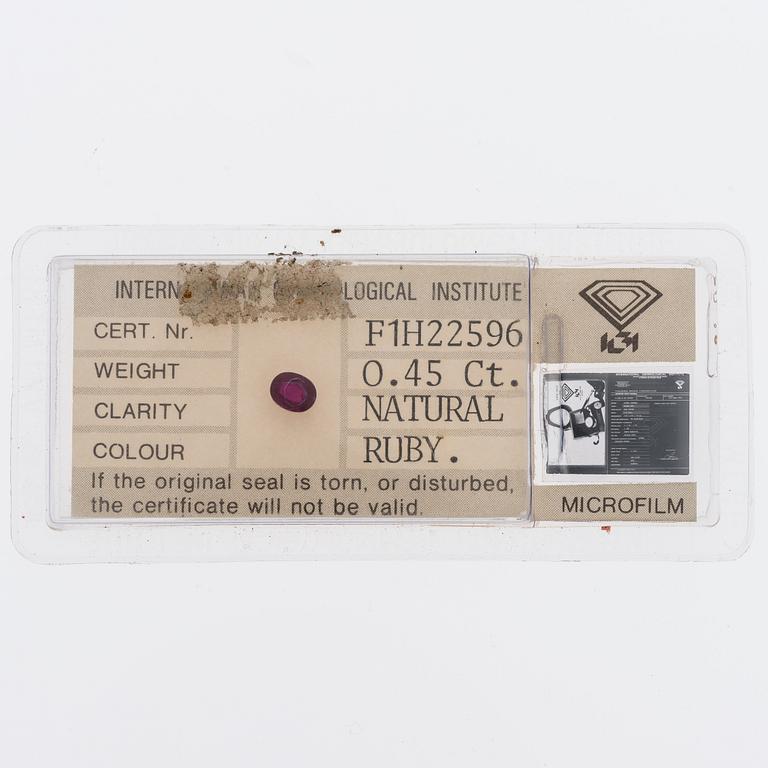 INTERN LOGICAL INSTITUTE
CERT. Nr. F1H22596
WEIGHT 0.45 Ct.
CLARITY NATURAL
COLOUR RUBY.
If the original seal is torn, or disturbed,
the certificate will not be valid.
MICROFILM